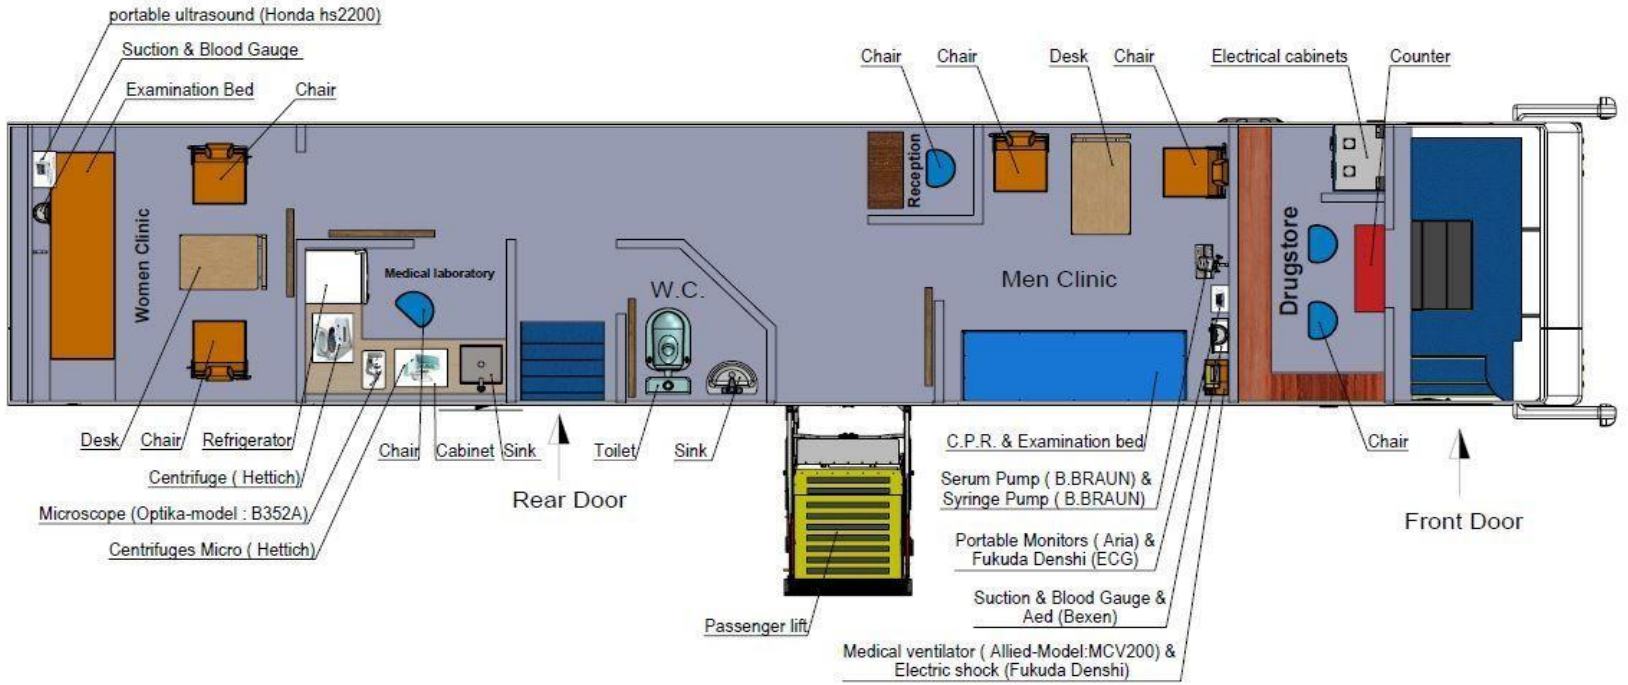 portable ultrasound (Honda hs2200)
Suction & Blood Gauge
Examination Bed
Chair
Chair
Chair
Desk
Chair
Electrical cabinets
Counter
Women Clinic
Medical laboratory
W.C.
Reception
Men Clinic
Drugstore
Desk
Chair
Refrigerator
Chair
Cabinet
Sink
Toilet
Sink
C.P.R. & Examination bed
Chair
Centrifuge ( Hettich)
Rear Door
Serum Pump ( B.BRAUN) &
Syringe Pump ( B.BRAUN)
Microscope (Optika-model : B352A)
Front Door
Centrifuges Micro ( Hettich)
Portable Monitors ( Aria) &
Fukuda Denshi (ECG)
Suction & Blood Gauge &
Aed (Bexen)
Passenger lift
Medical ventilator ( Allied-Model:MCV200) &
Electric shock (Fukuda Denshi)